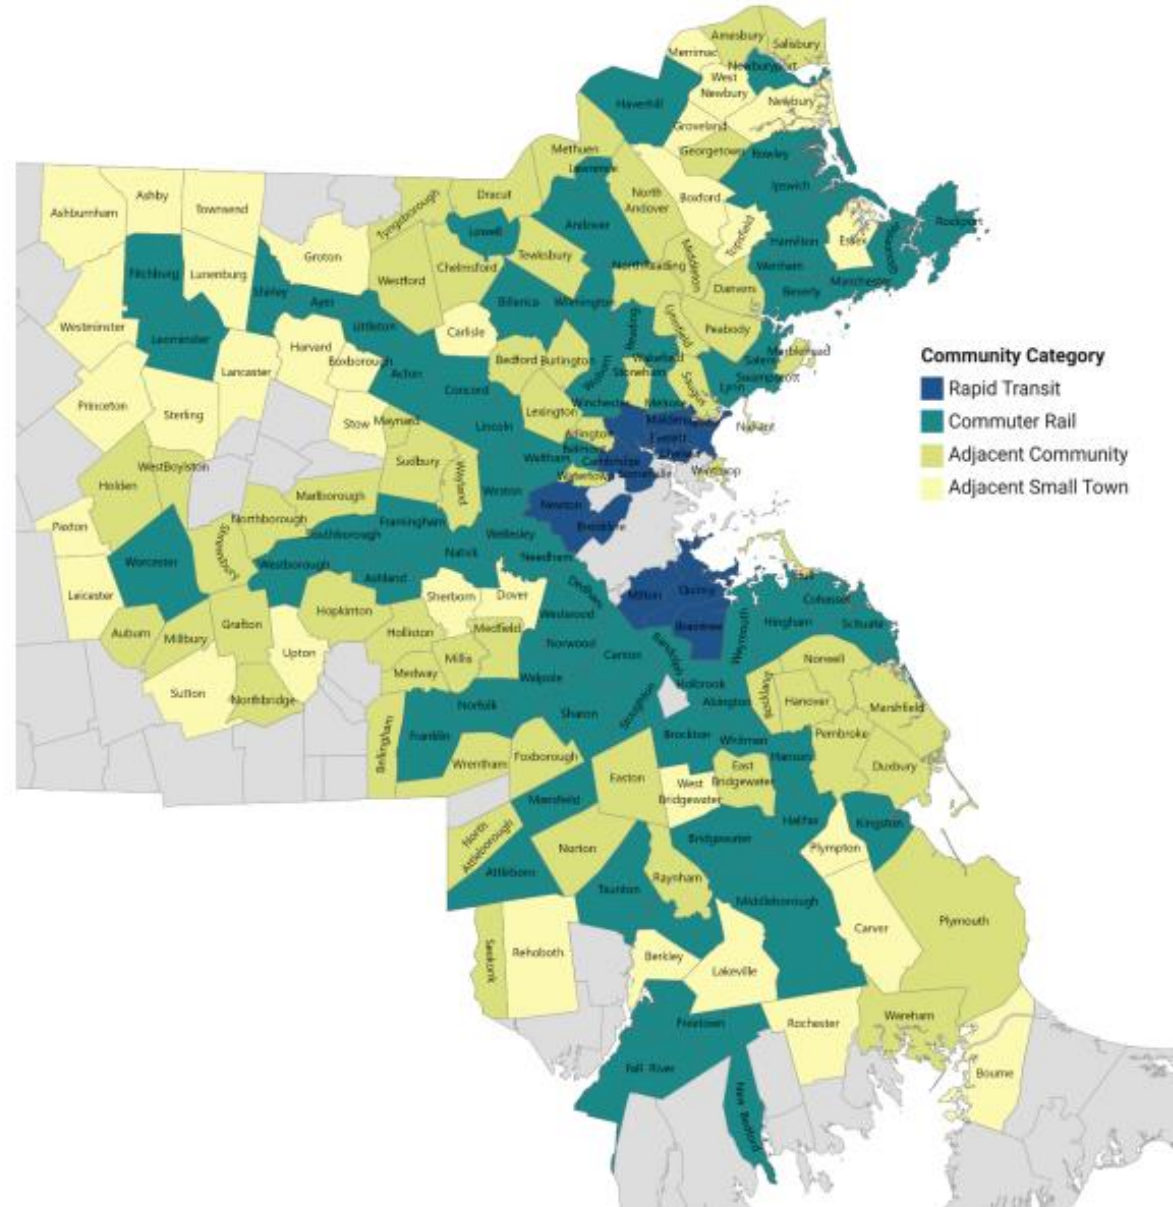 Amesbury
Salisbury
Merrimac
Newburyport
West
Newbury
Newbury
Haverhill
Groveland
Georgetown
Rowley
Methuen
Lawrence
Ipswich
North
Andover
Boxford
Andover
Topsfield
Hamilton
Essex
Rockport
Ashburnham
Ashby
Townsend
Tyngsborough
Dracut
Lowell
Tewksbury
Groton
Westford
Chelmsford
North Reading
Middleton
Wenham
Danvers
Beverly
Manchester
Fitchburg
Lunenburg
Shirley
Ayer
Littleton
Billerica
Wilmington
Reading
Lynnfield
Peabody
Westminster
Leominster
Harvard
Boxborough
Carlisle
Lancaster
Acton
Concord
Bedford
Burlington
Woburn
Wakefield
Stoneham
Salem
Marblehead
Swampscott
Lynn
Saugus
Winchester
Melrose
Princeton
Sterling
Stow
Maynard
Lincoln
Lexington
Arlington
Malden
Everett
Nahant
Belmont
Chelsea
WestBoylston
Holden
Sudbury
Wayland
Waltham
Cambridge
Watertown
Somerville
Winthrop
Marlborough
Weston
Newton
Northborough
Paxton
Framingham
Southborough
Brookline
Worcester
Shrewsbury
Westborough
Natick
Wellesley
Needham
Ashland
Leicester
Hopkinton
Sherborn
Dover
Dedham
Milton
Quincy
Hull
Cohasset
Auburn
Millbury
Grafton
Holliston
Medfield
Westwood
Braintree
Weymouth
Hingham
Scituate
Upton
Millis
Medway
Norwood
Canton
Randolph
Norwell
Sutton
Northbridge
Walpole
Holbrook
Norfolk
Sharon
Stoughton
Abington
Rockland
Hanover
Marshfield
Bellingham
Franklin
Brockton
Whitman
Pembroke
Wrentham
Foxborough
Hanson
Duxbury
Easton
East
Bridgewater
West
Bridgewater
Mansfield
Halifax
Kingston
North
Attleborough
Norton
Bridgewater
Plympton
Attleboro
Taunton
Raynham
Middleborough
Carver
Plymouth
Seekonk
Rehoboth
Berkley
Lakeville
Freetown
Rochester
Wareham
Fall River
New Bedford
Bourne
Community Category
Rapid Transit
Commuter Rail
Adjacent Community
Adjacent Small Town